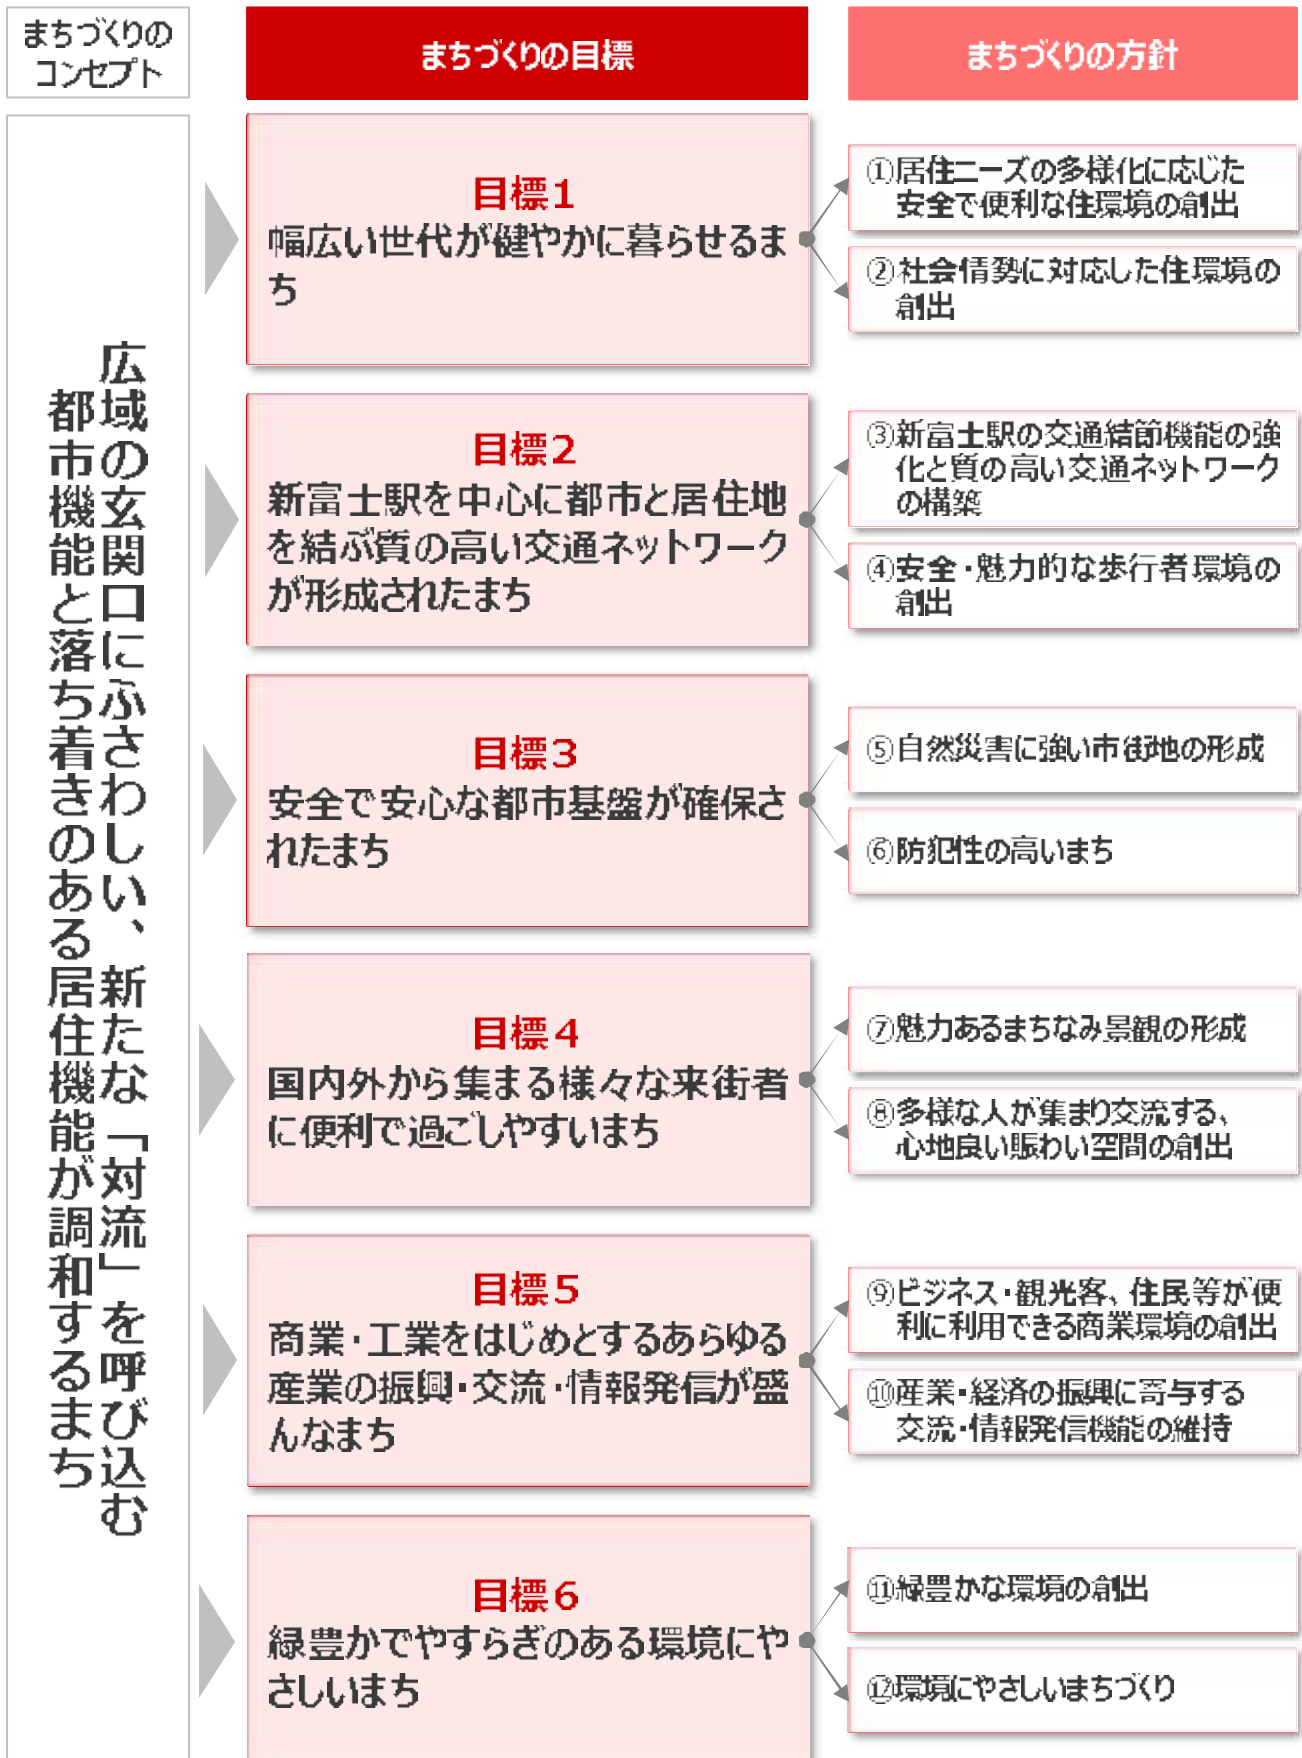 まちづくりの
コンセプト
まちづくりの目標
まちづくりの方針
広域の玄関口にふさわしい、新たな「対流」を呼び込む
都市機能と落ち着きのある居住機能が調和するまち
目標1
幅広い世代が健やかに暮らせるま
ち
①居住ニーズの多様化に応じた
安全で便利な住環境の創出
②社会情勢に対応した住環境の
創出
目標2
新富士駅を中心に都市と居住地
を結ぶ質の高い交通ネットワーク
が形成されたまち
③新富士駅の交通結節機能の強
化と質の高い交通ネットワーク
の構築
④安全・魅力的な歩行者環境の
創出
目標3
安全で安心な都市基盤が確保さ
れたまち
⑤自然災害に強い市街地の形成
⑥防犯性の高いまち
目標4
国内外から集まる様々な来街者
に便利で過ごしやすいまち
⑦魅力あるまちなみ景観の形成
⑧多様な人が集まり交流する、
心地良い賑わい空間の創出
目標5
商業・工業をはじめとするあらゆる
産業の振興・交流・情報発信が盛
んなまち
⑨ビジネス・観光客、住民等が便
利に利用できる商業環境の創出
⑩産業・経済の振興に寄与する
交流・情報発信機能の維持
目標6
緑豊かでやすらぎのある環境にや
さしいまち
⑪緑豊かな環境の創出
⑫環境にやさしいまちづくり